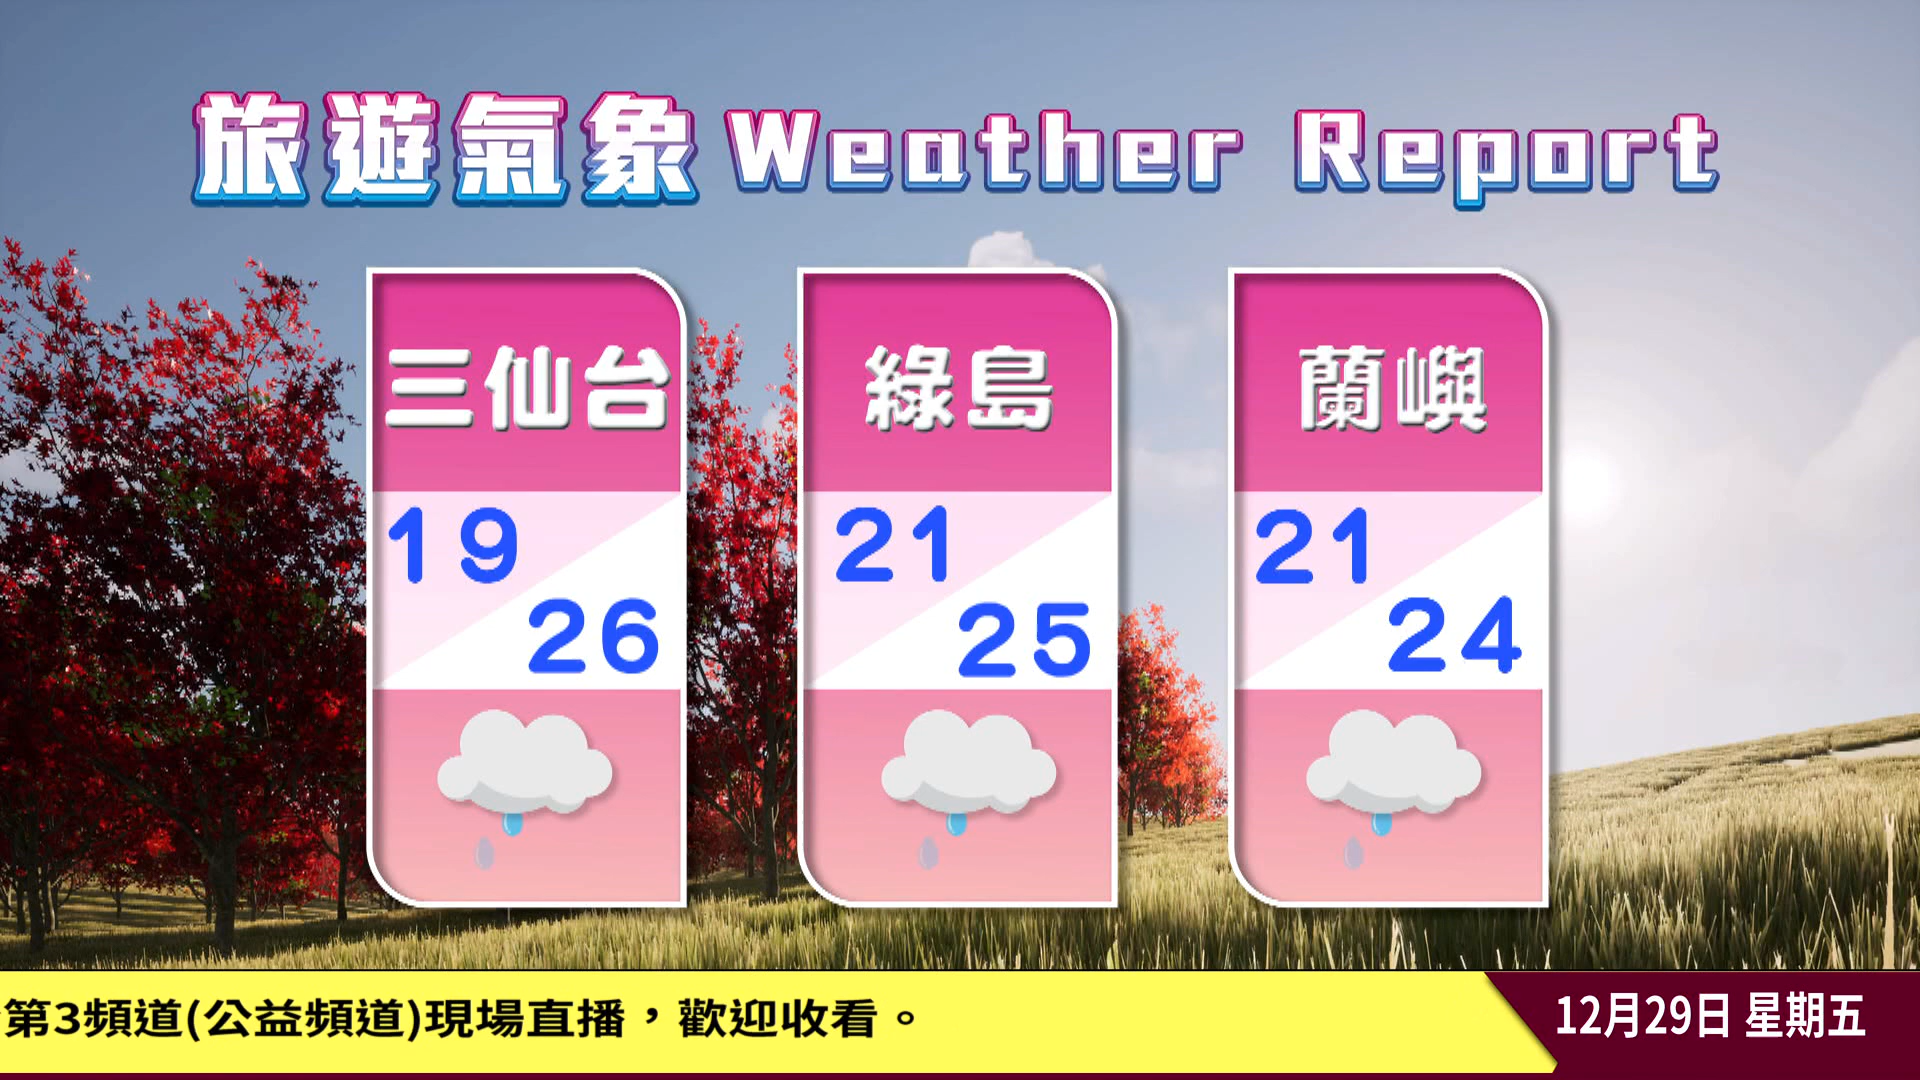 旅遊氣象 Weather Report
三仙台
19
26
綠島
21
25
蘭嶼
21
24
第3頻道(公益頻道)現場直播，歡迎收看。
12月29日 星期五